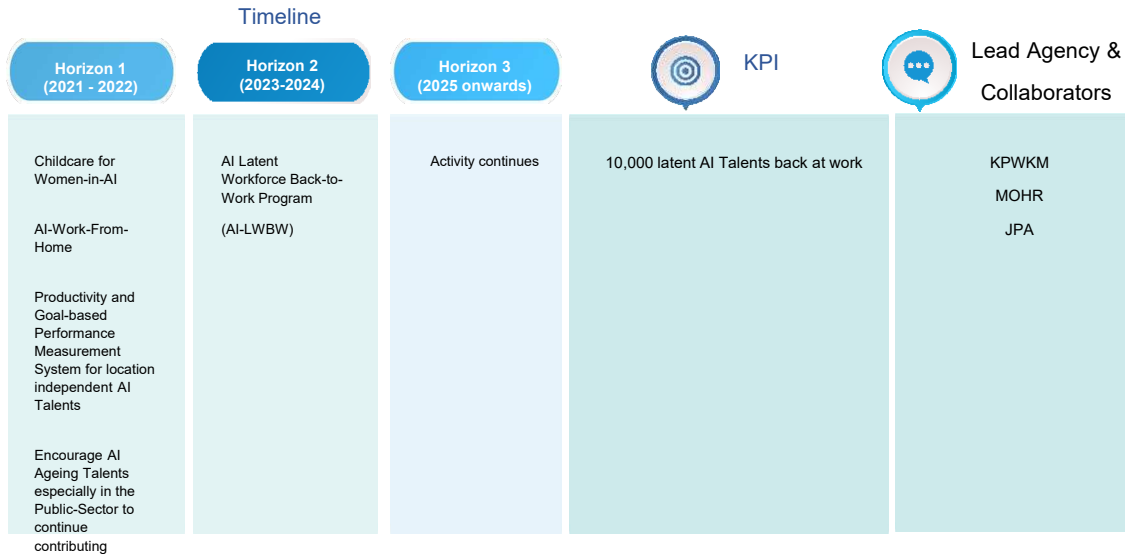 Timeline
Horizon 1
(2021 - 2022)
Horizon 2
(2023-2024)
Horizon 3
(2025 onwards)
KPI
Lead Agency &
Collaborators
Childcare for
Women-in-AI
AI-Work-From-
Home
Productivity and
Goal-based
Performance
Measurement
System for location
independent AI
Talents
Encourage AI
Ageing Talents
especially in the
Public-Sector to
continue
contributing
AI Latent
Workforce Back-to-
Work Program
(AI-LWBW)
Activity continues
10,000 latent AI Talents back at work
KPWKM
MOHR
JPA